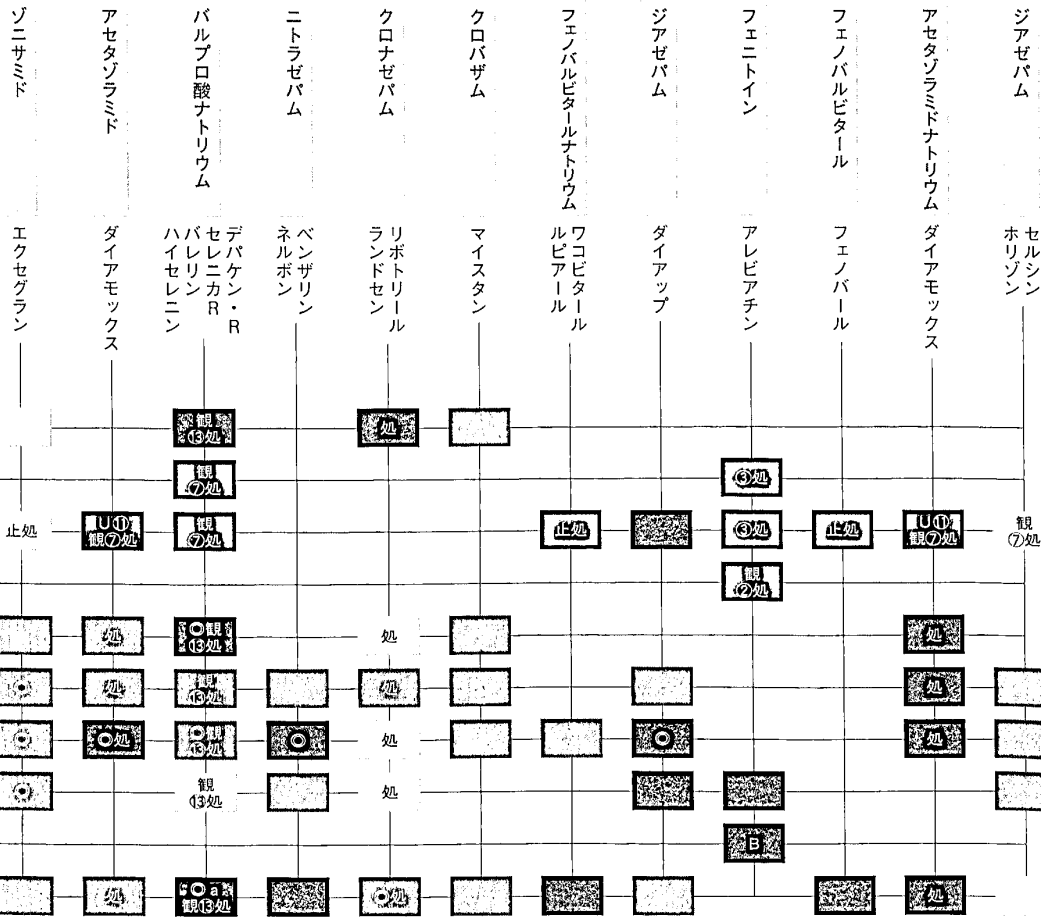 ジアゼパム
アセタゾラミドナトリウム
フェノバルビタール
フェニトイン
ジアゼパム
フェノバルビタールナトリウム
クロバザム
クロナゼパム
ニトラゼパム
バルプロ酸ナトリウム
アセタゾラミド
ゾニサミド
セルシン
ホリゾン
ダイアモックス
フェノバール
アレビアチン
ダイアップ
ワコビタール
ルピアール
マイスタン
リボトリール
ランドセン
ベンザリン
ネルボン
デパケン・R
セレニカR
バレリン
ハイセレニン
ダイアモックス
エクセグラン
観
⑬処
処
観
⑦処
③処
止処
U⑪
観⑦処
観
⑦処
止処
③処
止処
U⑪
観⑦処
観
⑦処
観
②処
処
◎観
⑬処
処
処
◎
処
観
⑬処
処
処
◎
◎処
◎観
⑬処
◎
処
◎
処
◎
観
⑬処
処
B
処
◎a
観⑬処
◎処
処